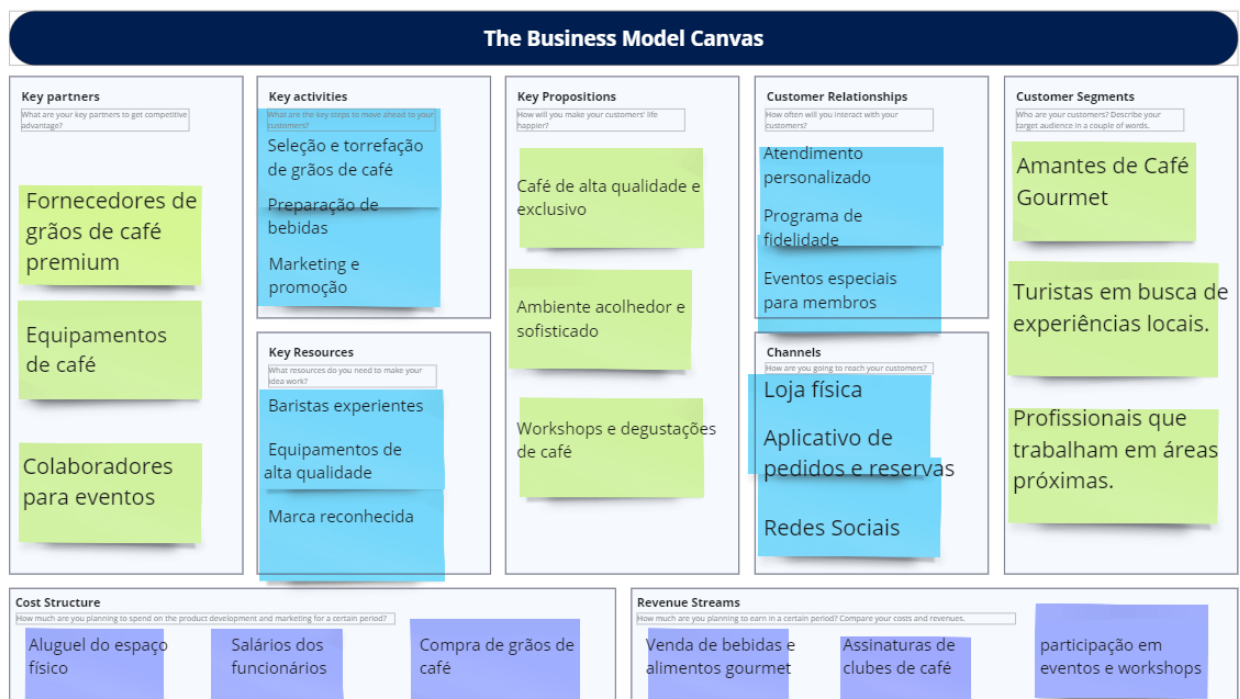 The Business Model Canvas
Key partners
What are your key partners to get competitive
advantage?
Fornecedores de
grãos de café
premium
Equipamentos
de café
Colaboradores
para eventos
Key activities
What are the key steps to move ahead to your
customers?
Seleção e torrefação
de grãos de café
Preparação de
bebidas
Marketing e
promoção
Key Resources
What resources do you need to make your
idea work?
Baristas experientes
Equipamentos de
alta qualidade
Marca reconhecida
Key Propositions
How will you make your customers' life
happier?
Café de alta qualidade e
exclusivo
Ambiente acolhedor e
sofisticado
Workshops e degustações
de café
Customer Relationships
How often will you interact with your
customers?
Atendimento
personalizado
Programa de
fidelidade
Eventos especiais
para membros
Channels
How are you going to reach your customers?
Loja física
Aplicativo de
pedidos e reservas
Redes Sociais
Customer Segments
Who are your customers? Describe your
target audience in a couple of words.
Amantes de Café
Gourmet
Turistas em busca de
experiências locais.
Profissionais que
trabalham em áreas
próximas.
Cost Structure
How much are you planning to spend on the product development and marketing for a certain period?
Aluguel do espaço
físico
Salários dos
funcionários
Compra de grãos de
café
Revenue Streams
How much are you planning to earn in a certain period? Compare your costs and revenues.
Venda de bebidas e
alimentos gourmet
Assinaturas de
clubes de café
participação em
eventos e workshops